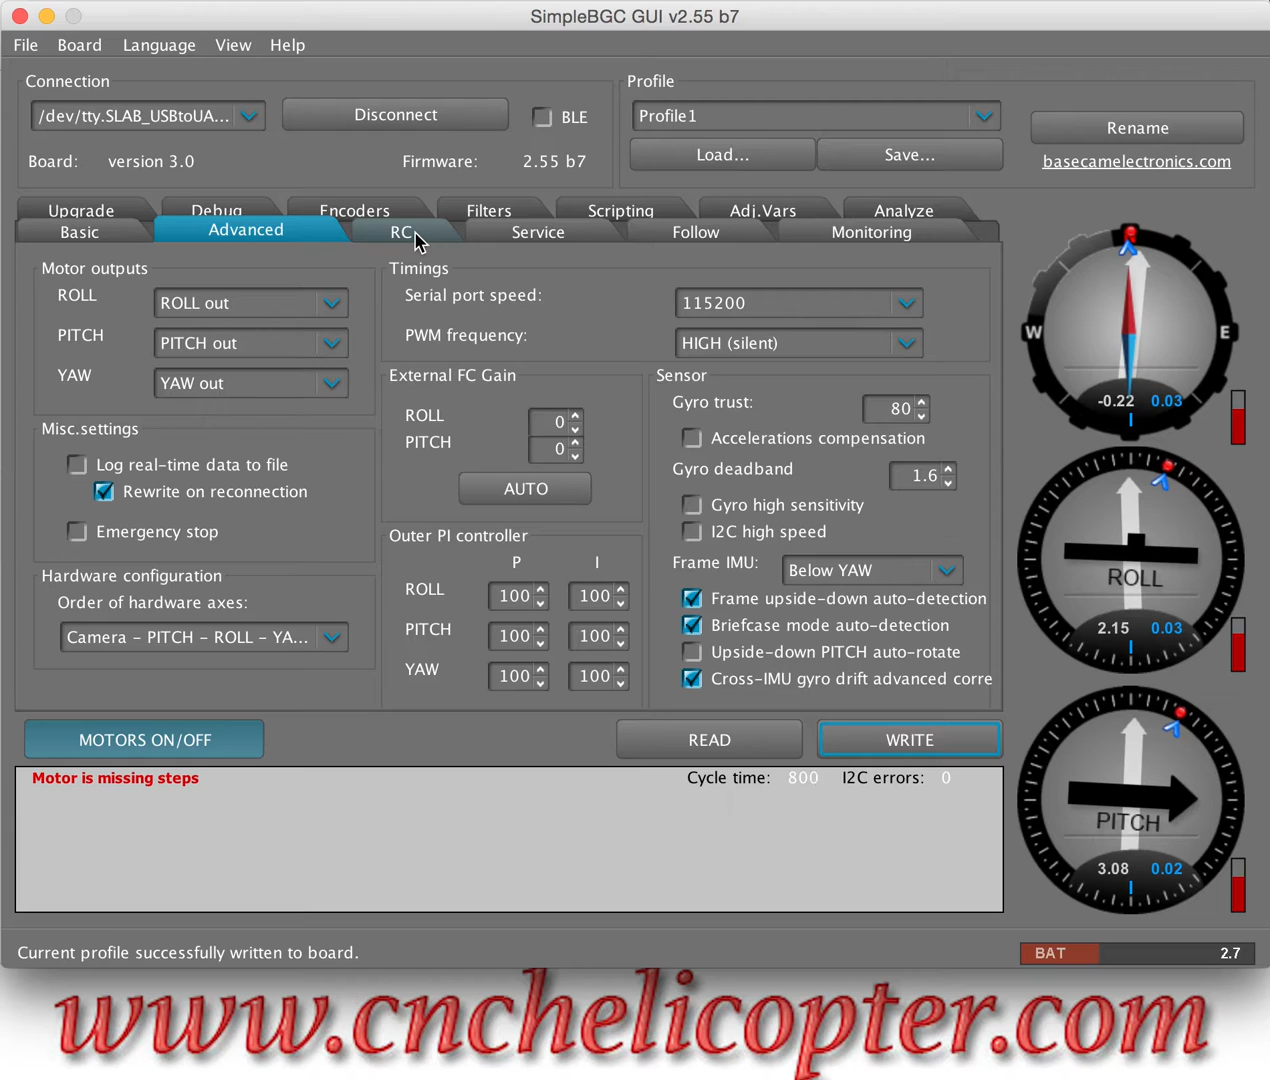 SimpleBGC GUI v2.55 b7
File Board Language View Help
Connection
/dev/tty.SLAB_USBtoUA...
Disconnect
BLE
Board: version 3.0 Firmware: 2.55 b7
Profile
Profile1
Load... Save...
Rename
basecamelectronics.com
Upgrade Debug Encoders Filters Scripting Adj.Vars Analyze
Basic Advanced RC Service Follow Monitoring
Motor outputs
ROLL ROLL out
PITCH PITCH out
YAW YAW out
Misc.settings
Log real-time data to file
Rewrite on reconnection
Emergency stop
Hardware configuration
Order of hardware axes:
Camera – PITCH – ROLL – YA...
Timings
Serial port speed: 115200
PWM frequency: HIGH (silent)
External FC Gain
ROLL 0
PITCH 0
AUTO
Outer PI controller
P I
ROLL 100 100
PITCH 100 100
YAW 100 100
Sensor
Gyro trust: 80
Accelerations compensation
Gyro deadband 1.6
Gyro high sensitivity
I2C high speed
Frame IMU: Below YAW
Frame upside-down auto-detection
Briefcase mode auto-detection
Upside-down PITCH auto-rotate
Cross-IMU gyro drift advanced corre
W E
-0.22 0.03
ROLL
2.15 0.03
PITCH
3.08 0.02
MOTORS ON/OFF READ WRITE
Motor is missing steps Cycle time: 800 I2C errors: 0
Current profile successfully written to board.
BAT 2.7
www.cnchelicopter.com